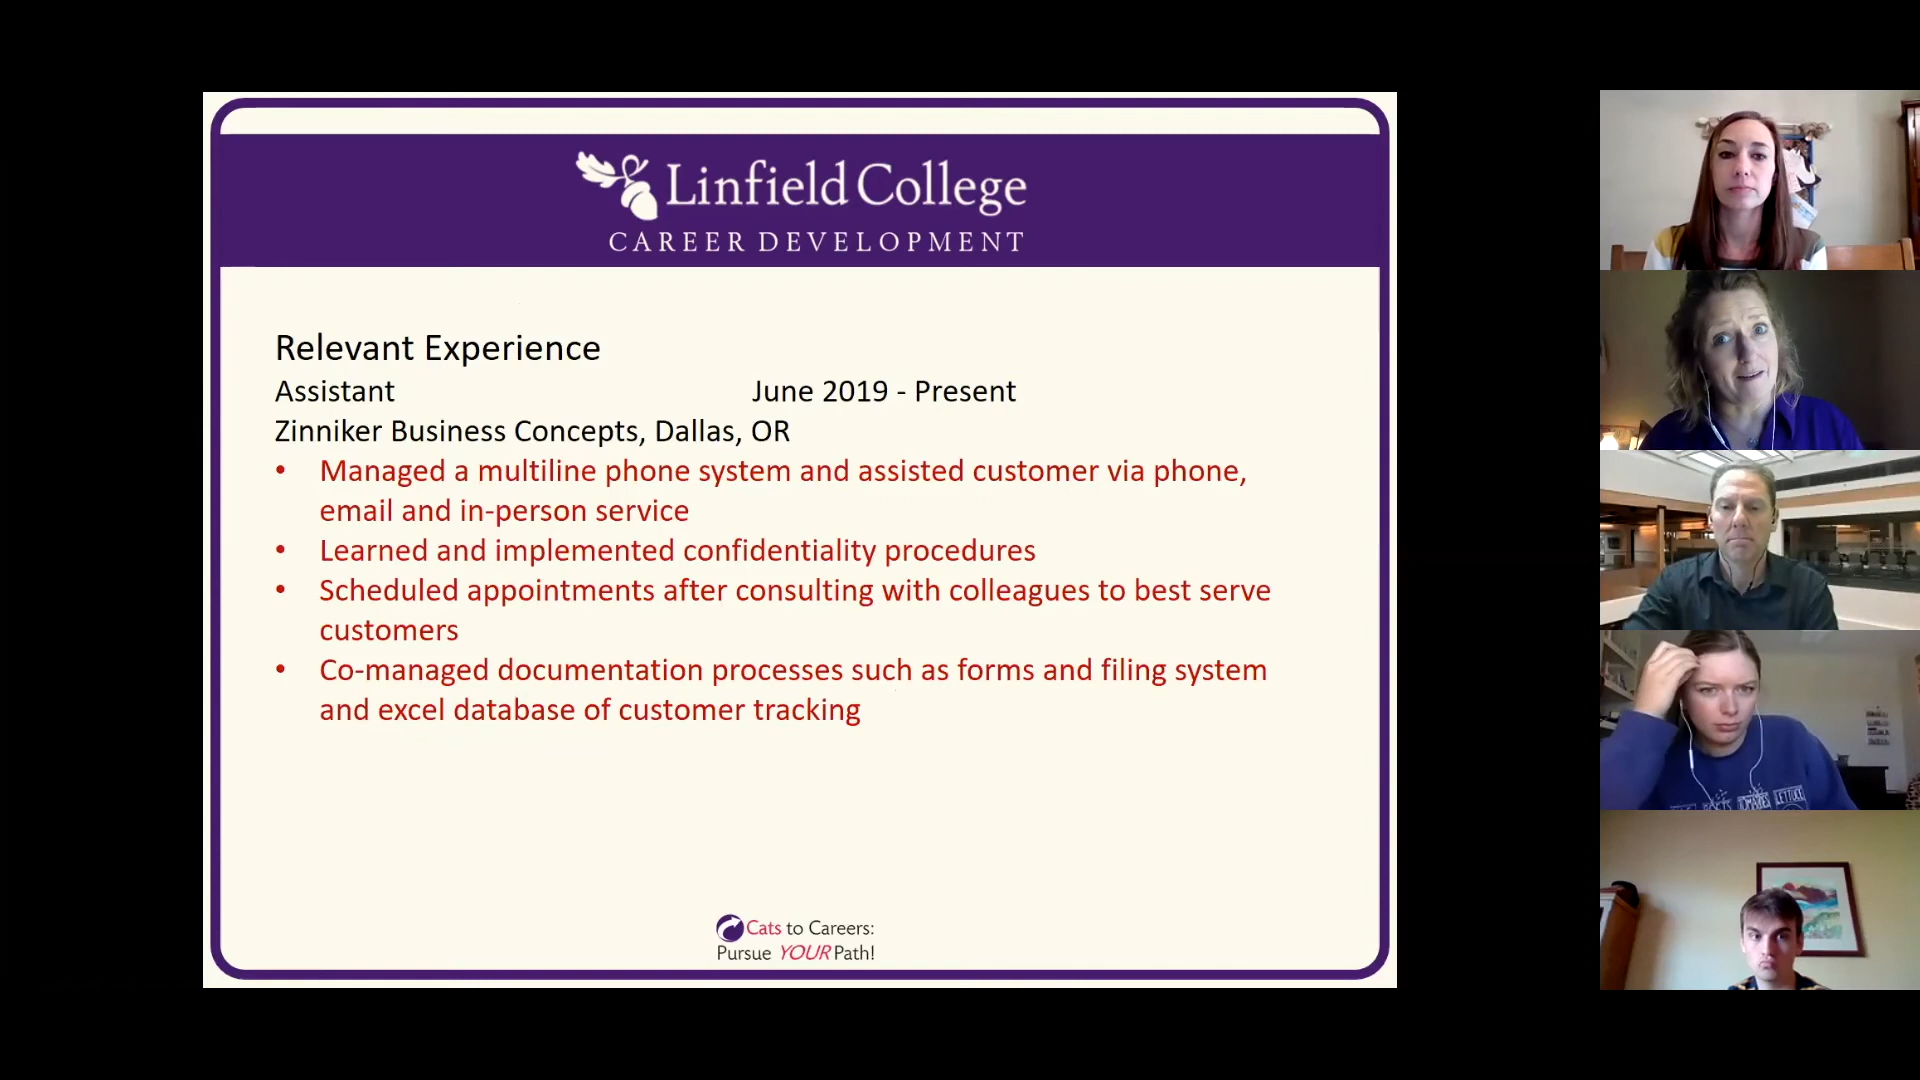 Linfield College
CAREER DEVELOPMENT
Relevant Experience
Assistant June 2019 - Present
Zinniker Business Concepts, Dallas, OR
• Managed a multiline phone system and assisted customer via phone,
email and in-person service
• Learned and implemented confidentiality procedures
• Scheduled appointments after consulting with colleagues to best serve
customers
• Co-managed documentation processes such as forms and filing system
and excel database of customer tracking
Cats to Careers:
Pursue YOUR Path!
LETTUCE